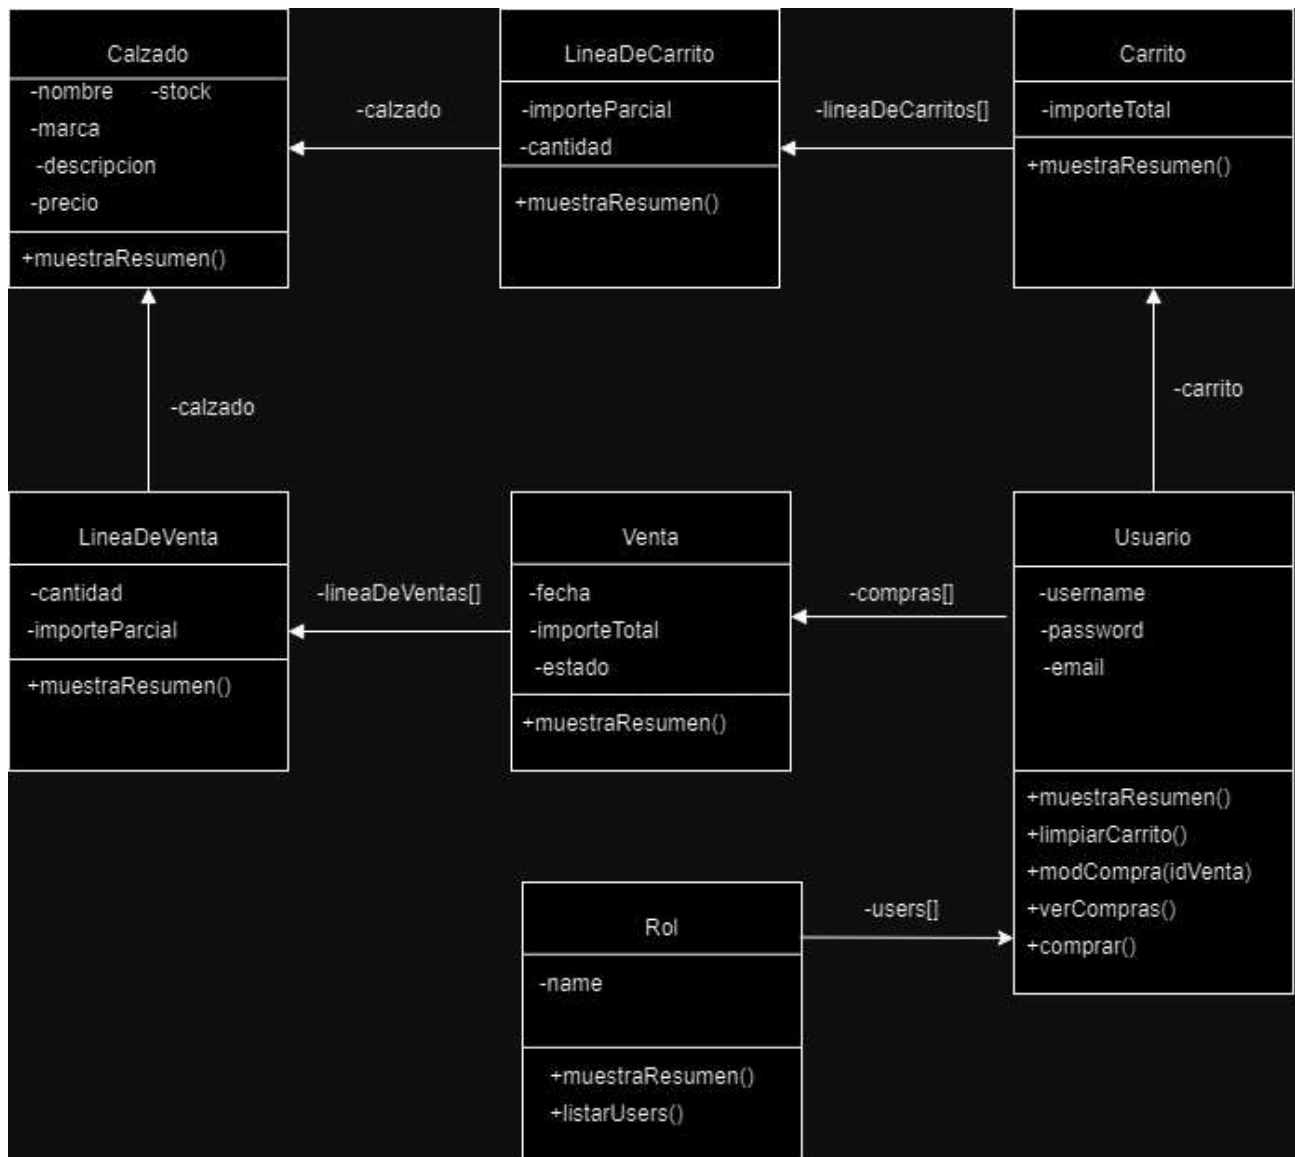 Calzado
-nombre -stock
-marca
-descripcion
-precio
+muestraResumen()
-calzado
LineaDeCarrito
-importeParcial
-cantidad
+muestraResumen()
-lineaDeCarritos[]
Carrito
-importeTotal
+muestraResumen()
-calzado
-carrito
LineaDeVenta
-cantidad
-importeParcial
+muestraResumen()
-lineaDeVentas[]
Venta
-fecha
-importeTotal
-estado
+muestraResumen()
-compras[]
Usuario
-username
-password
-email
+muestraResumen()
+limpiarCarrito()
+modCompra(idVenta)
+verCompras()
+comprar()
Rol
-name
+muestraResumen()
+listarUsers()
-users[]